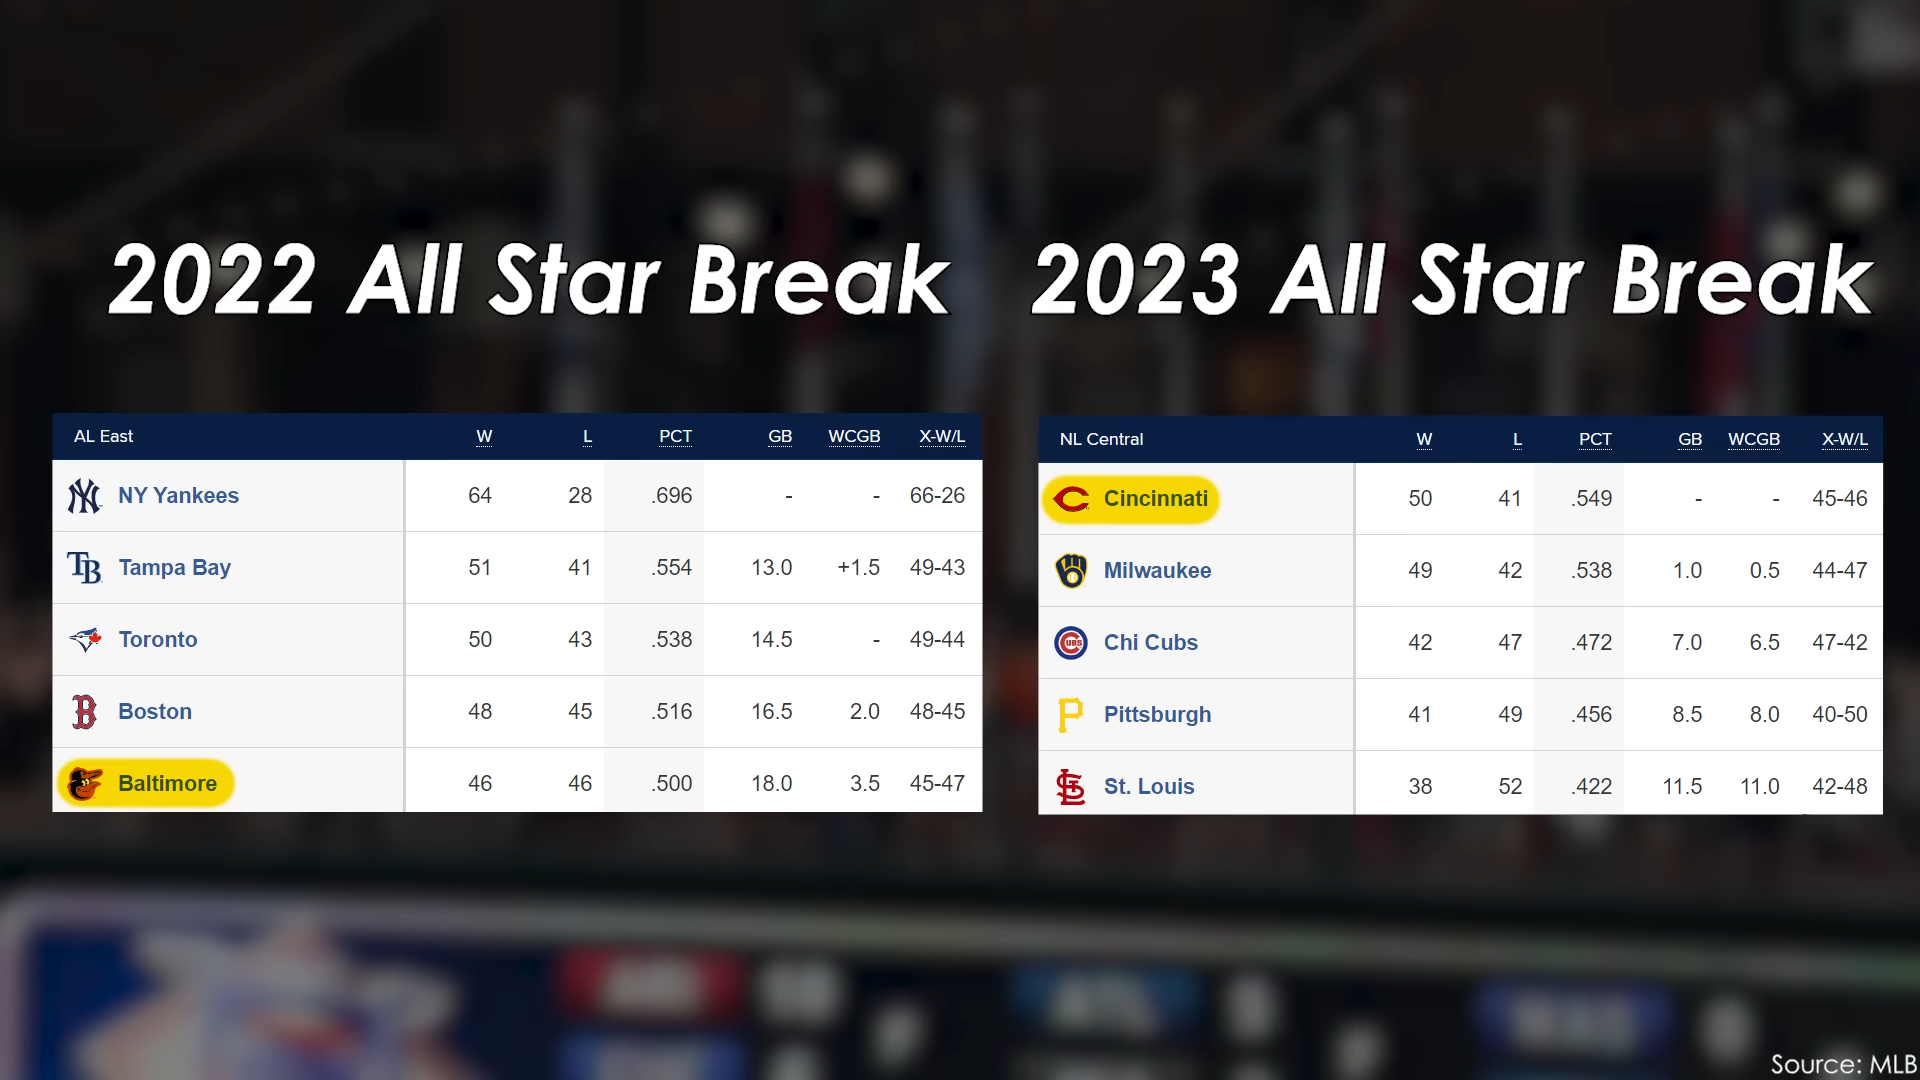 2022 All Star Break
2023 All Star Break
AL East W L PCT GB WCGB X-W/L
NY Yankees 64 28 .696 - - 66-26
Tampa Bay 51 41 .554 13.0 +1.5 49-43
Toronto 50 43 .538 14.5 - 49-44
Boston 48 45 .516 16.5 2.0 48-45
Baltimore 46 46 .500 18.0 3.5 45-47
NL Central W L PCT GB WCGB X-W/L
Cincinnati 50 41 .549 - - 45-46
Milwaukee 49 42 .538 1.0 0.5 44-47
Chi Cubs 42 47 .472 7.0 6.5 47-42
Pittsburgh 41 49 .456 8.5 8.0 40-50
St. Louis 38 52 .422 11.5 11.0 42-48
Source: MLB